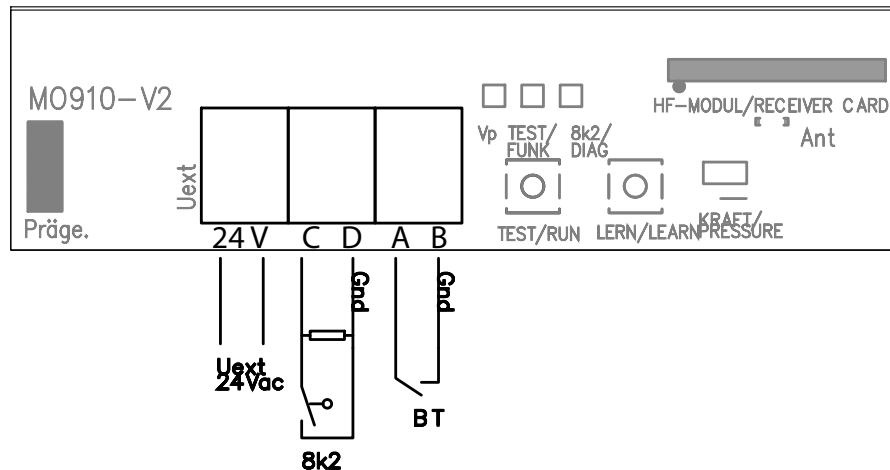 MO910-V2
HF-MODUL/RECEIVER CARD
Ant
Vp TEST/ 8k2/
FUNK DIAG
Uext
Präge.
TEST/RUN
LERN/LEARN
KRAFT/
PRESSURE
24 V C D A B
Gnd
Gnd
Uext
24Vac
BT
8k2